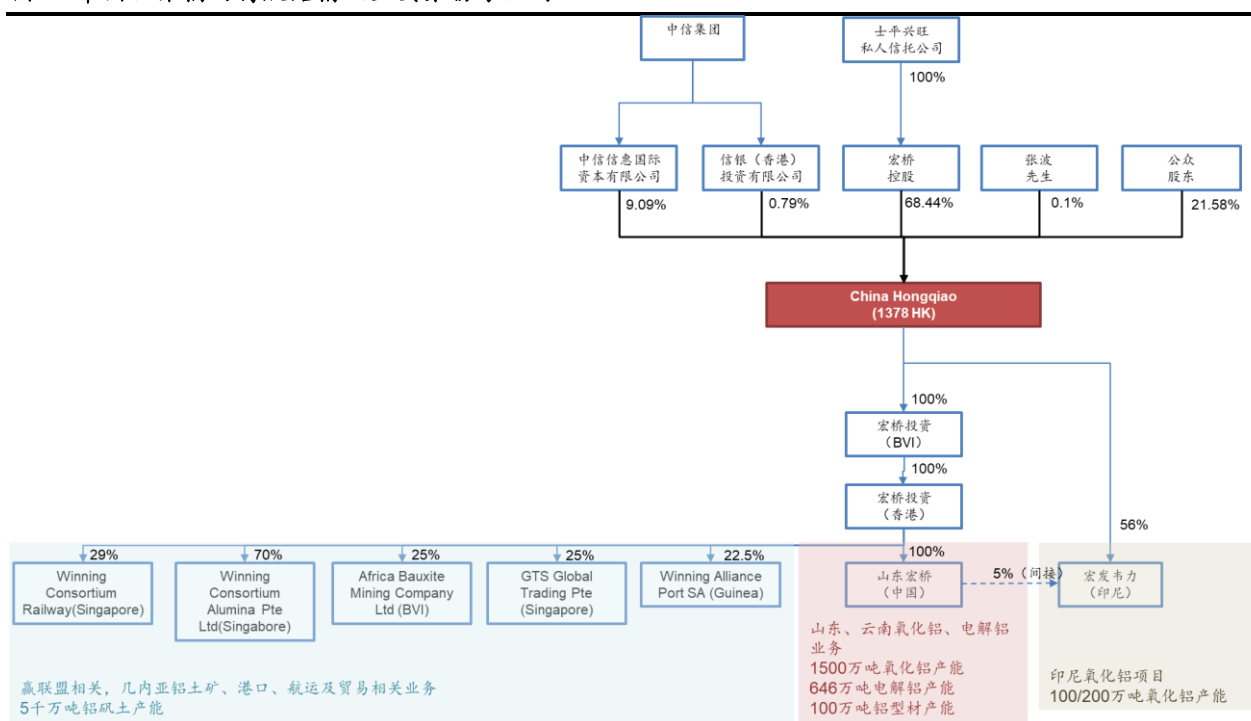 中信集团
士平兴旺
私人信托公司
100%
中信信惠国际
资本有限公司
信银（香港）
投资有限公司
宏桥
控股
张波
先生
公众
股东
9.09%
0.79%
68.44%
0.1%
21.58%
China Hongqiao
(1378 HK)
100%
宏桥投资
（BVI）
100%
宏桥投资
（香港）
56%
29%
70%
25%
25%
22.5%
100%
Winning
Consortium
Railway(Singapore)
Winning
Consortium
Alumina Pte
Ltd(Singabore)
Africa Bauxite
Mining Company
Ltd (BVI)
GTS Global
Trading Pte
(Singapore)
Winning Alliance
Port SA (Guinea)
山东宏桥
（中国）
5%（间接）
宏发韦力
（印尼）
赢联盟相关，几内亚铝土矿、港口、航运及贸易相关业务
5千万吨铝矾土产能
山东、云南氧化铝、电解铝
业务
1500万吨氧化铝产能
646万吨电解铝产能
100万吨铝型材产能
印尼氧化铝项目
100/200万吨氧化铝产能